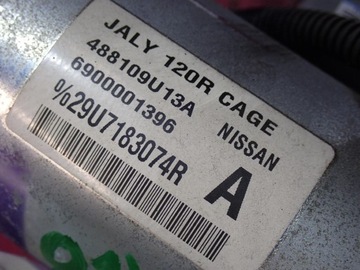 JALY 120R CAGE
488109U13A NISSAN
6900001396
%29U7183074R
A